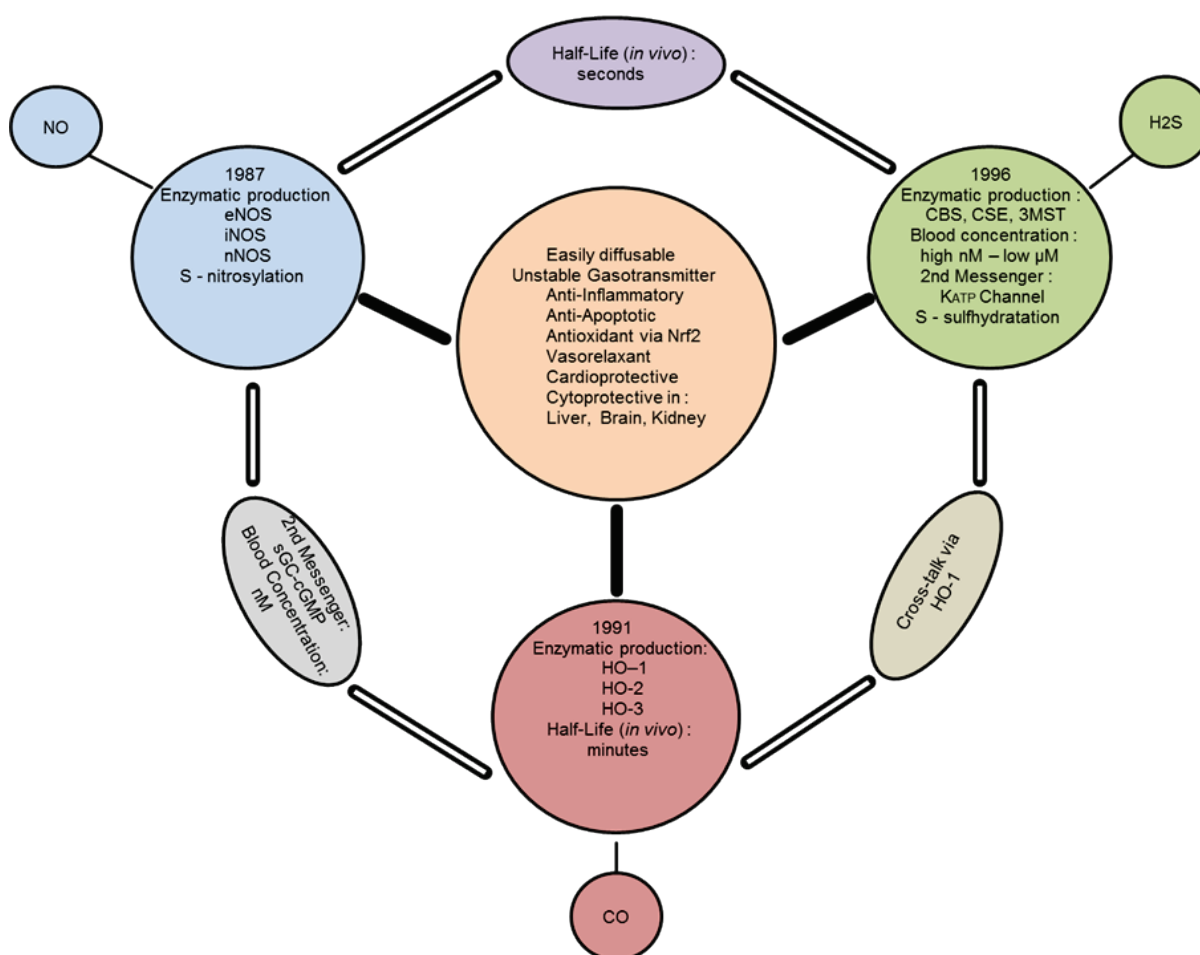 Half-Life (in vivo) :
seconds
NO
H2S
1987
Enzymatic production
eNOS
iNOS
nNOS
S - nitrosylation
1996
Enzymatic production :
CBS, CSE, 3MST
Blood concentration :
high nM – low µM
2nd Messenger :
KATP Channel
S - sulfhydratation
Easily diffusable
Unstable Gasotransmitter
Anti-Inflammatory
Anti-Apoptotic
Antioxidant via Nrf2
Vasorelaxant
Cardioprotective
Cytoprotective in :
Liver, Brain, Kidney
2nd Messenger:
sGC-cGMP
Blood Concentration:
nM
Cross-talk via
HO-1
1991
Enzymatic production:
HO–1
HO-2
HO-3
Half-Life (in vivo) :
minutes
CO